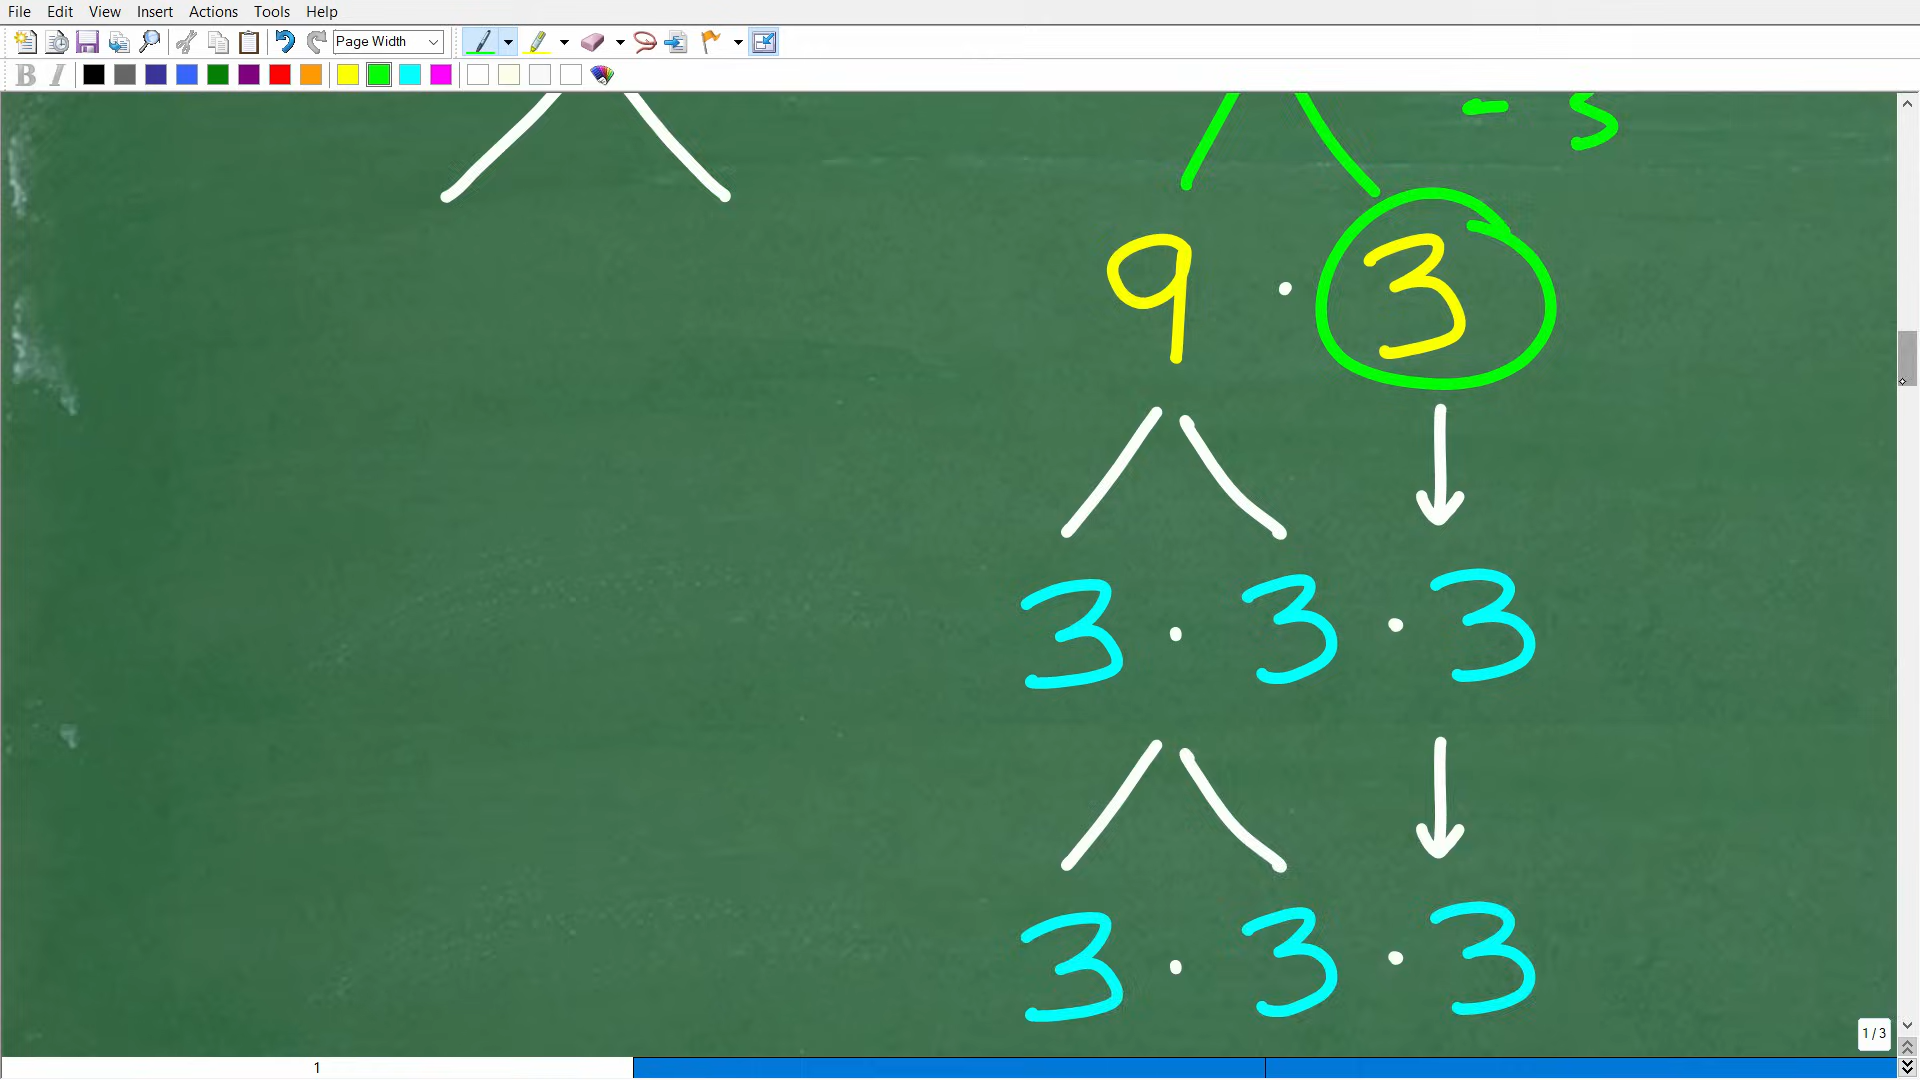 File Edit View Insert Actions Tools Help
Page Width
B I
9 · 3
3 · 3 · 3
3 · 3 · 3
1 / 3
1